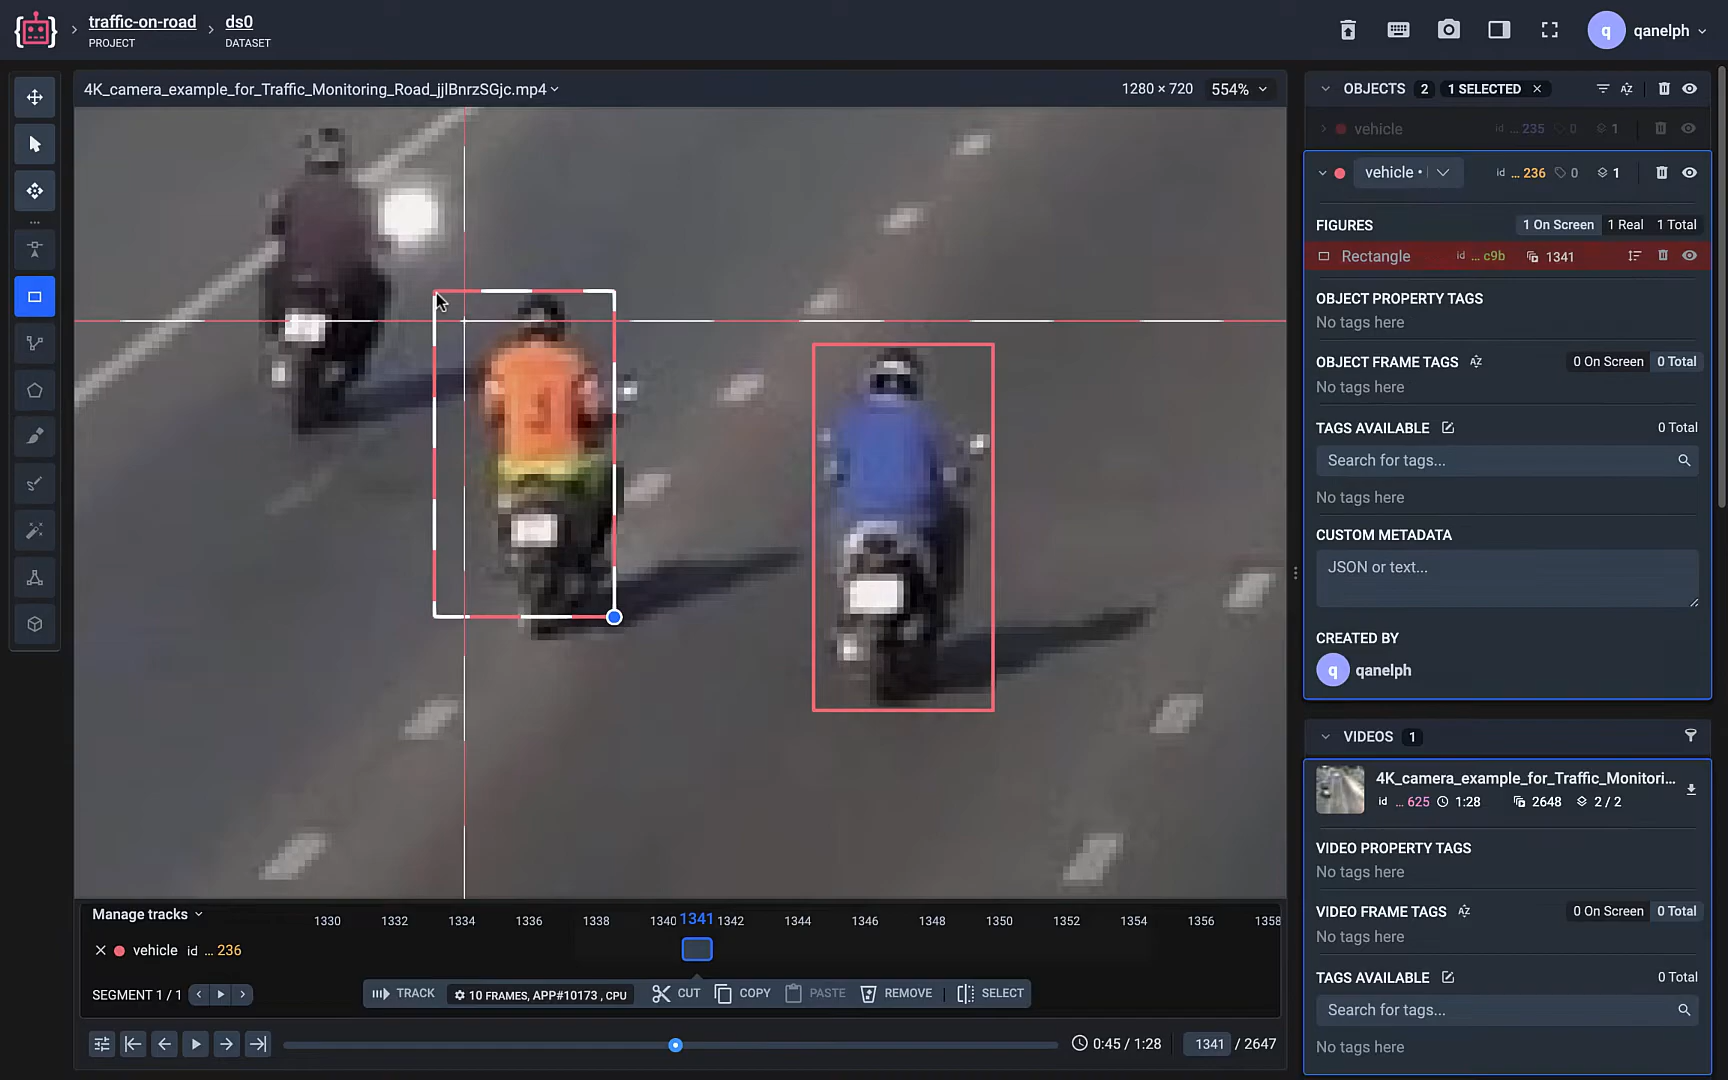 traffic-on-road
PROJECT
ds0
DATASET
q
qanelph
4K_camera_example_for_Traffic_Monitoring_Road_jjlBnrzSGjc.mp4
1280 × 720
554%
OBJECTS 2 1 SELECTED ×
vehicle id ... 235 0 1
vehicle • id ... 236 0 1
FIGURES 1 On Screen 1 Real 1 Total
Rectangle id ... c9b 1341
OBJECT PROPERTY TAGS
No tags here
OBJECT FRAME TAGS 0 On Screen 0 Total
No tags here
TAGS AVAILABLE 0 Total
Search for tags...
No tags here
CUSTOM METADATA
JSON or text...
CREATED BY
q qanelph
VIDEOS 1
4K_camera_example_for_Traffic_Monitori...
id ... 625 1:28 2648 2 / 2
VIDEO PROPERTY TAGS
No tags here
VIDEO FRAME TAGS 0 On Screen 0 Total
No tags here
TAGS AVAILABLE 0 Total
Search for tags...
No tags here
Manage tracks
1330 1332 1334 1336 1338 1340 1341 1342 1344 1346 1348 1350 1352 1354 1356 1358
vehicle id ... 236
SEGMENT 1 / 1
TRACK 10 FRAMES, APP#10173 , CPU CUT COPY PASTE REMOVE SELECT
0:45 / 1:28 1341 / 2647